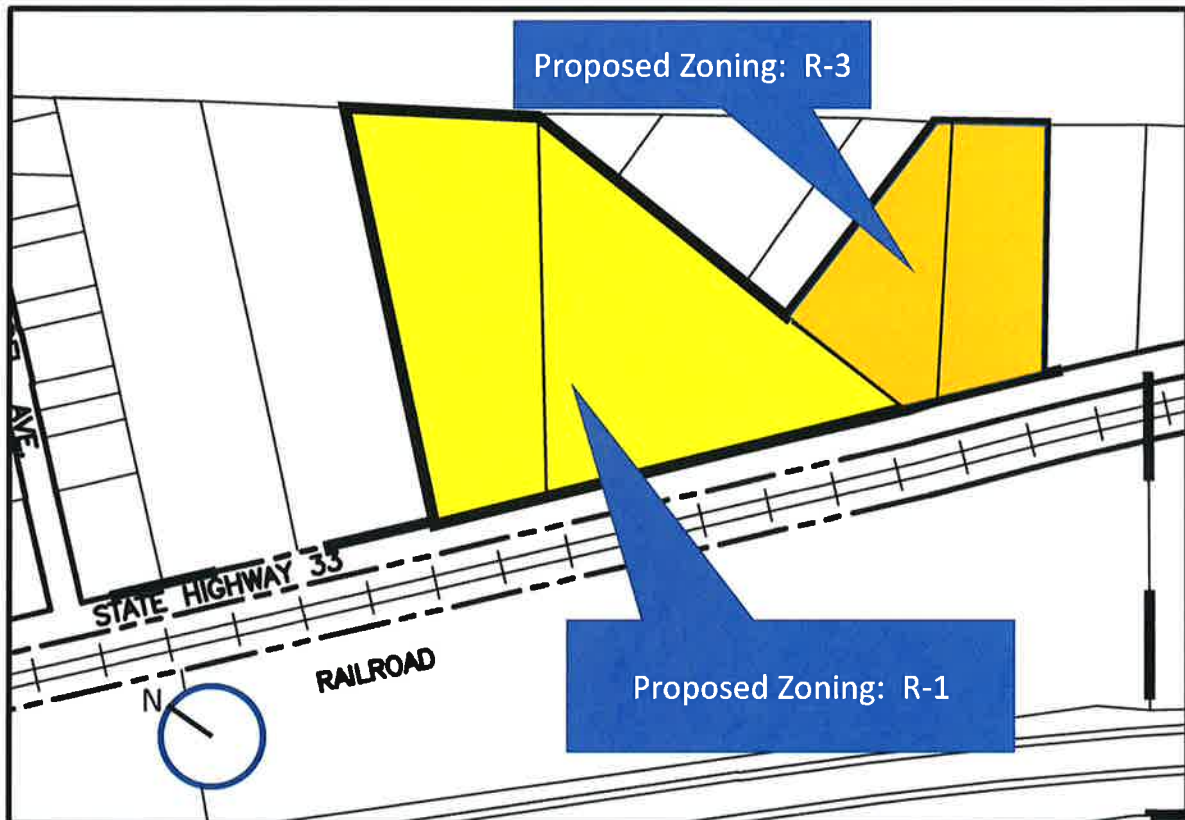 Proposed Zoning: R-3
AVE.
STATE HIGHWAY 33
RAILROAD
N
Proposed Zoning: R-1